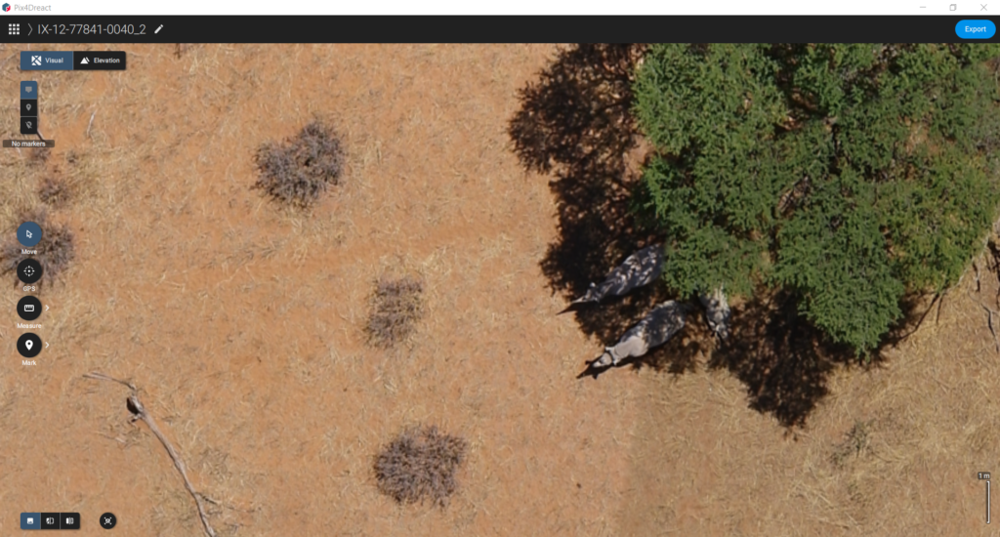 Pix4Dreact
IX-12-77841-0040_2
Export
Visual
Elevation
No markers
Move
GPS
Measure
Mark
1 m